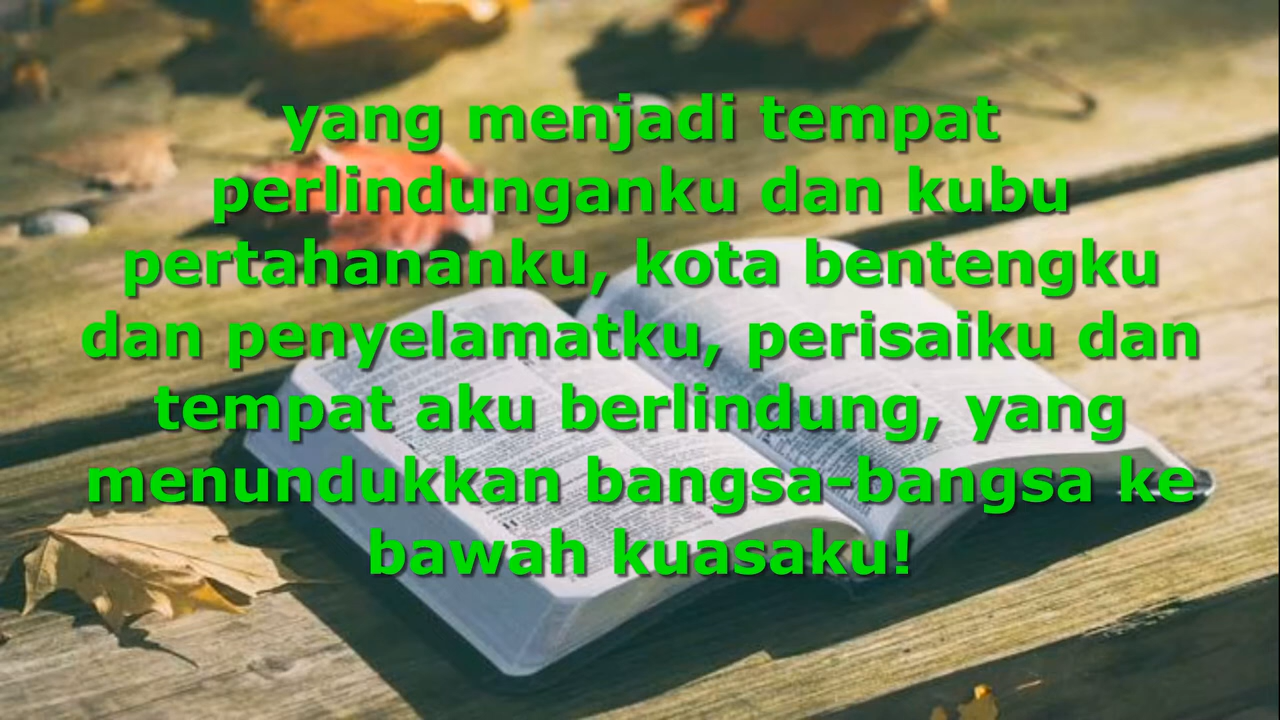 yang menjadi tempat
perlindunganku dan kubu
pertahananku, kota bentengku
dan penyelamatku, perisaiku dan
tempat aku berlindung, yang
menundukkan bangsa-bangsa ke
bawah kuasaku!